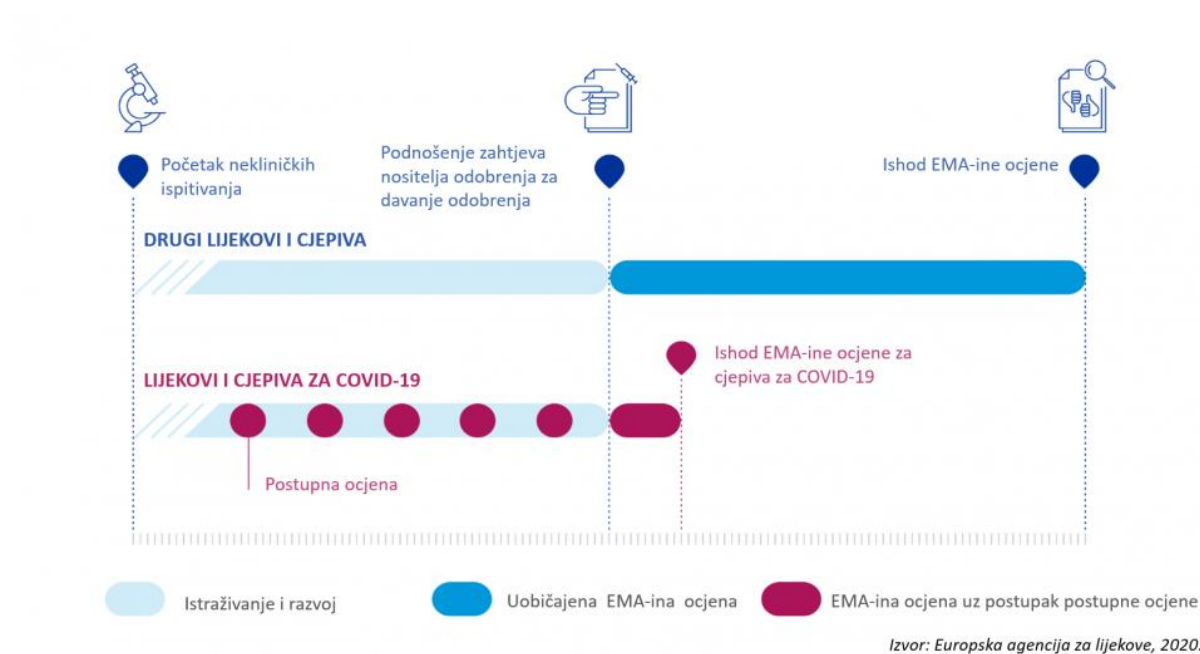 Početak nekliničkih
ispitivanja
Podnošenje zahtjeva
nositelja odobrenja za
davanje odobrenja
Ishod EMA-ine ocjene
DRUGI LIJEKOVI I CJEPIVA
LIJEKOVI I CJEPIVA ZA COVID-19
Ishod EMA-ine ocjene za
cjepiva za COVID-19
Postupna ocjena
Istraživanje i razvoj
Uobičajena EMA-ina ocjena
EMA-ina ocjena uz postupak postupne ocjene
Izvor: Europska agencija za lijekove, 2020.